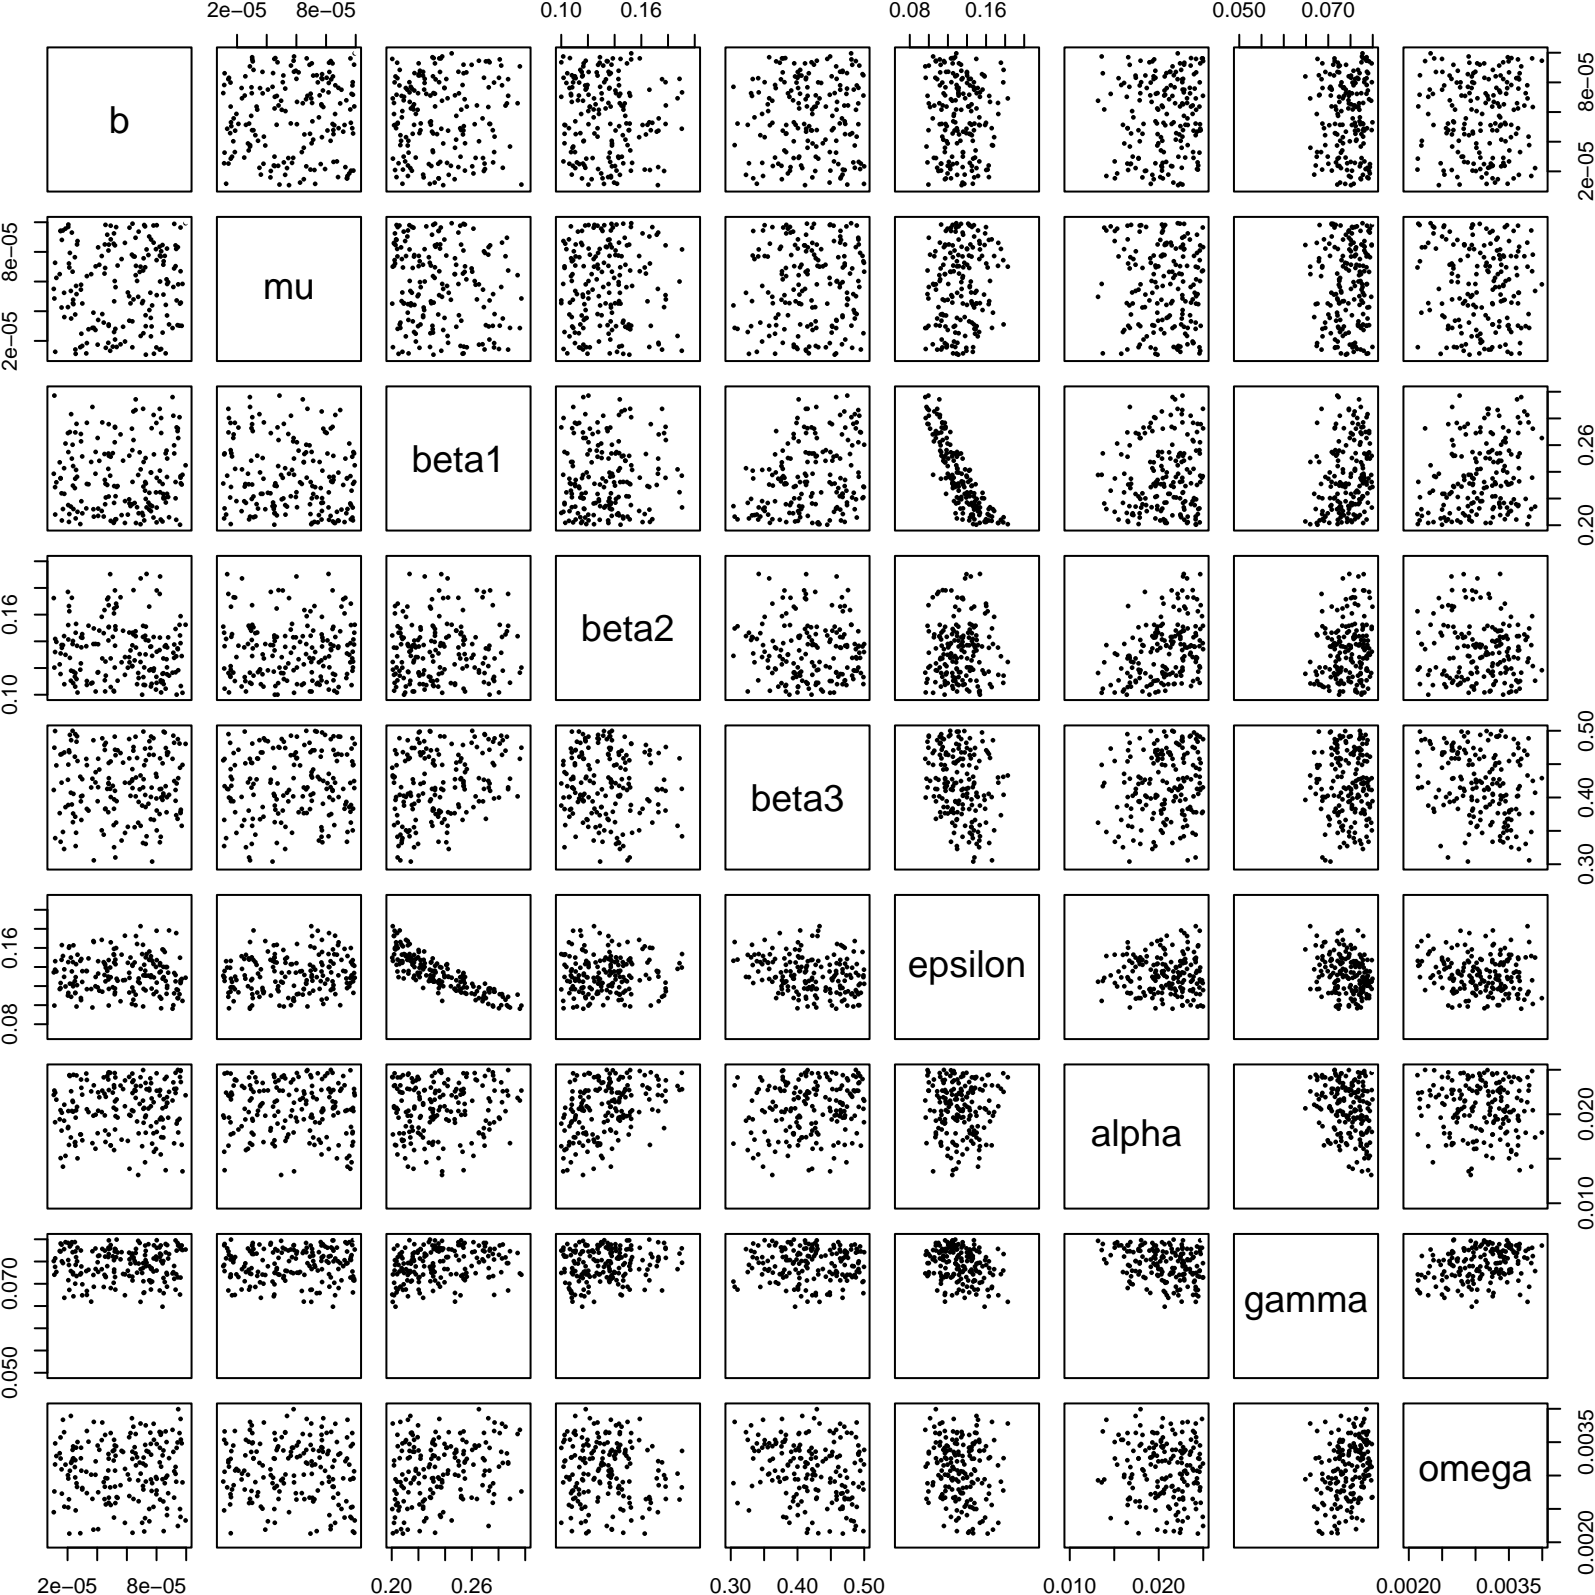 2e−05 8e−05 0.10 0.16 0.08 0.16 0.050 0.070
b 2e−05 8e−05
2e−05 8e−05 mu
beta1 0.20 0.26
0.10 0.16 beta2
beta3 0.30 0.40 0.50
0.08 0.16 epsilon
alpha 0.010 0.020
0.050 0.070 gamma
omega 0.0020 0.0035
2e−05 8e−05 0.20 0.26 0.30 0.40 0.50 0.010 0.020 0.0020 0.0035